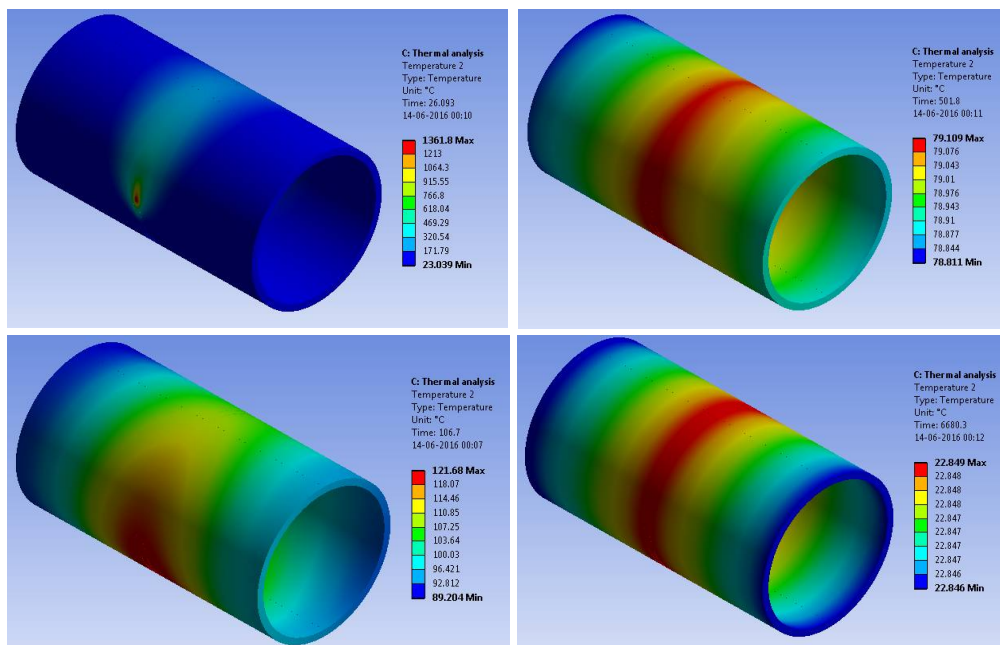 C: Thermal analysis
Temperature 2
Type: Temperature
Unit: °C
Time: 26.093
14-06-2016 00:10
1361.8 Max
1213
1064.3
915.55
766.8
618.04
469.29
320.54
171.79
23.039 Min
C: Thermal analysis
Temperature 2
Type: Temperature
Unit: °C
Time: 501.8
14-06-2016 00:11
79.109 Max
79.076
79.043
79.01
78.976
78.943
78.91
78.877
78.844
78.811 Min
C: Thermal analysis
Temperature 2
Type: Temperature
Unit: °C
Time: 106.7
14-06-2016 00:07
121.68 Max
118.07
114.46
110.85
107.25
103.64
100.03
96.421
92.812
89.204 Min
C: Thermal analysis
Temperature 2
Type: Temperature
Unit: °C
Time: 6680.3
14-06-2016 00:12
22.849 Max
22.848
22.848
22.848
22.847
22.847
22.847
22.847
22.846
22.846 Min